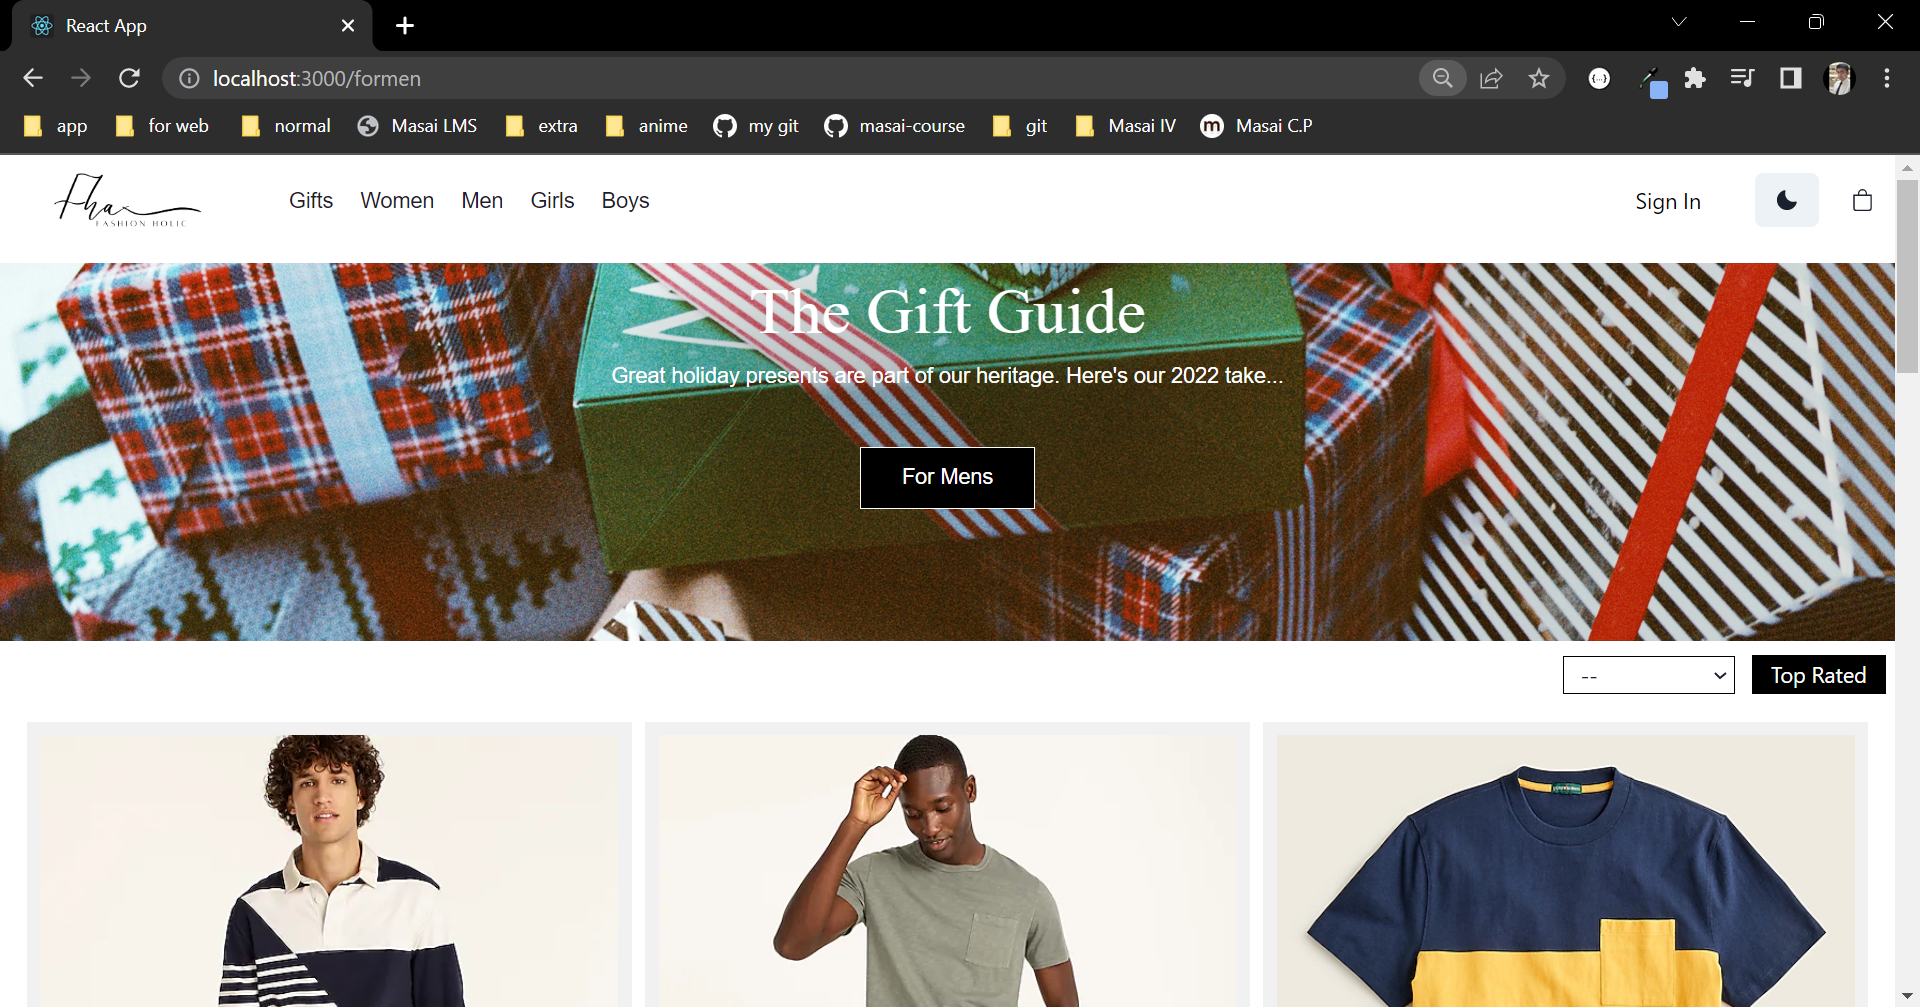 React App
localhost:3000/formen
app for web normal Masai LMS extra anime my git masai-course git Masai IV Masai C.P
Fha
FASHION HOLIC
Gifts Women Men Girls Boys Sign In
The Gift Guide
Great holiday presents are part of our heritage. Here's our 2022 take...
For Mens
-- Top Rated